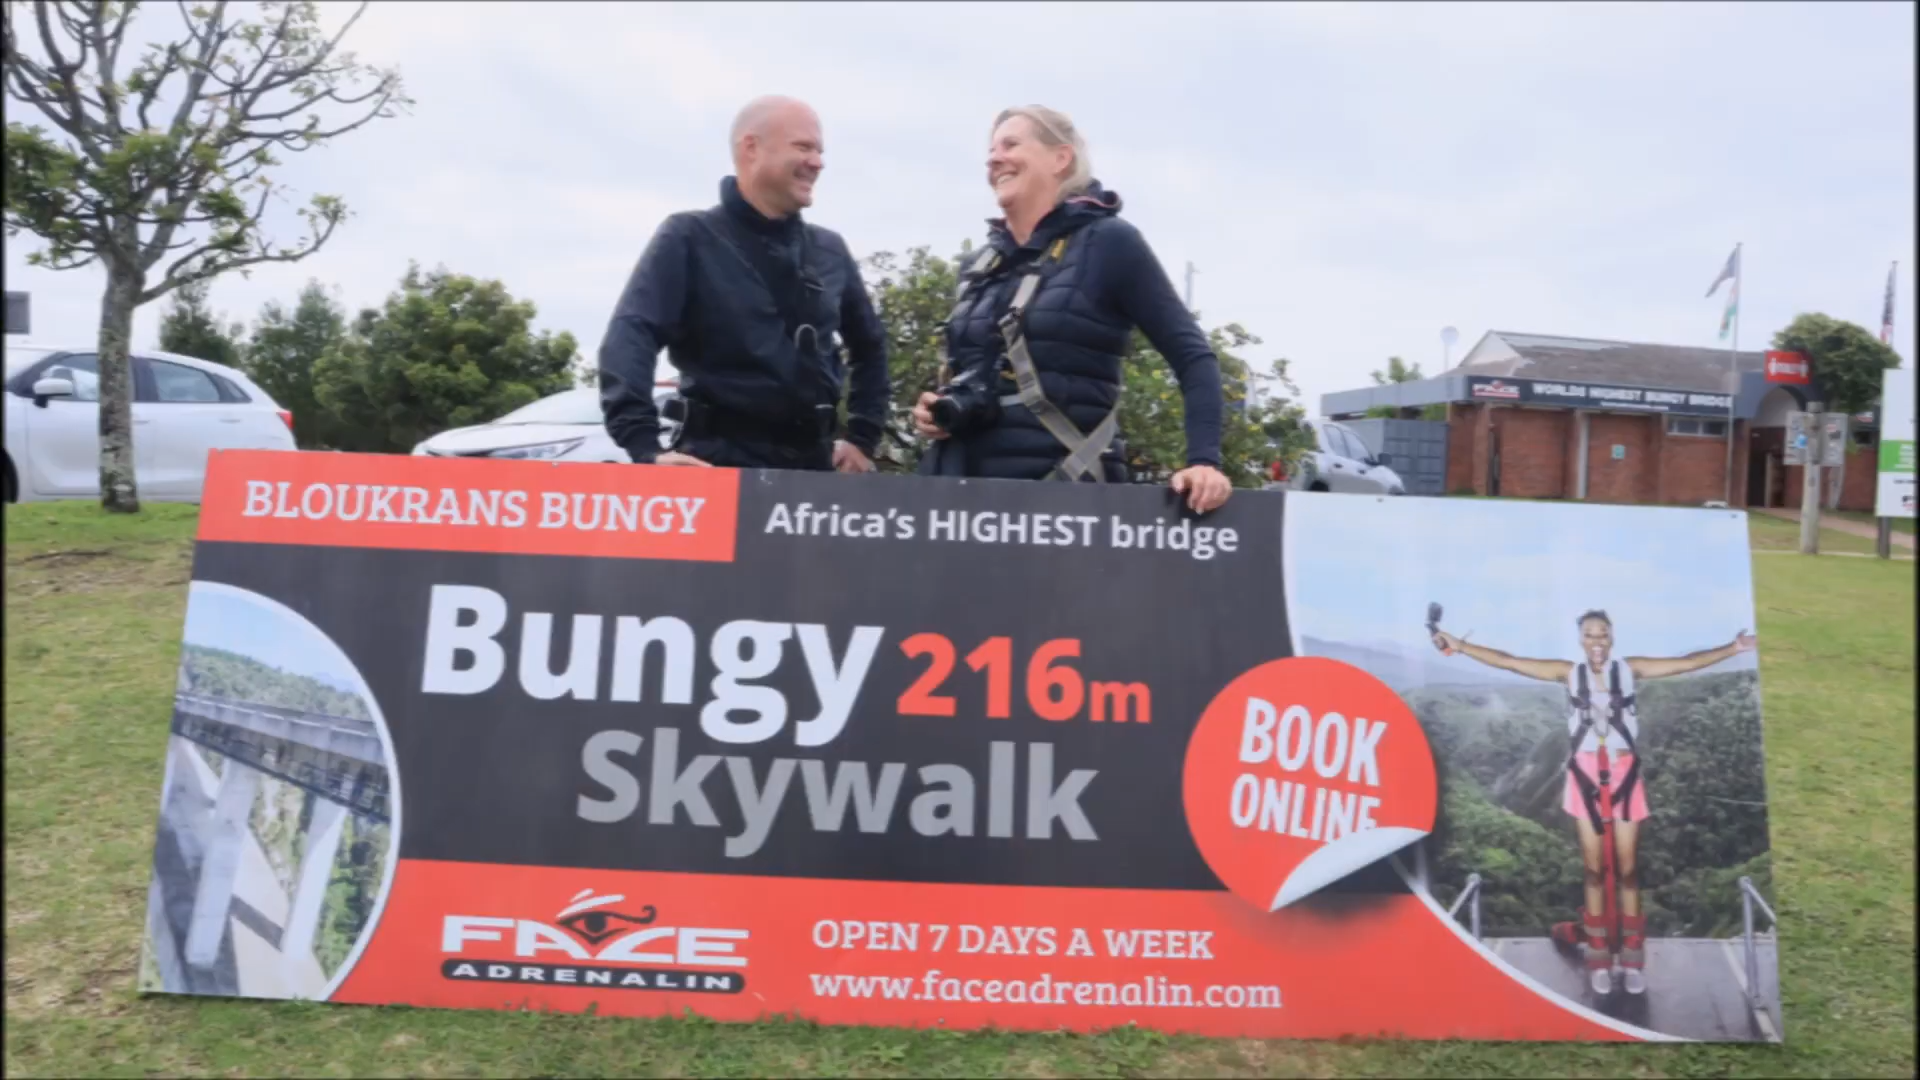 WORLDS HIGHEST BUNGY BRIDGE
BLOUKRANS BUNGY
Africa's HIGHEST bridge
Bungy 216m
Skywalk
BOOK
ONLINE
FACE
ADRENALIN
OPEN 7 DAYS A WEEK
www.faceadrenalin.com